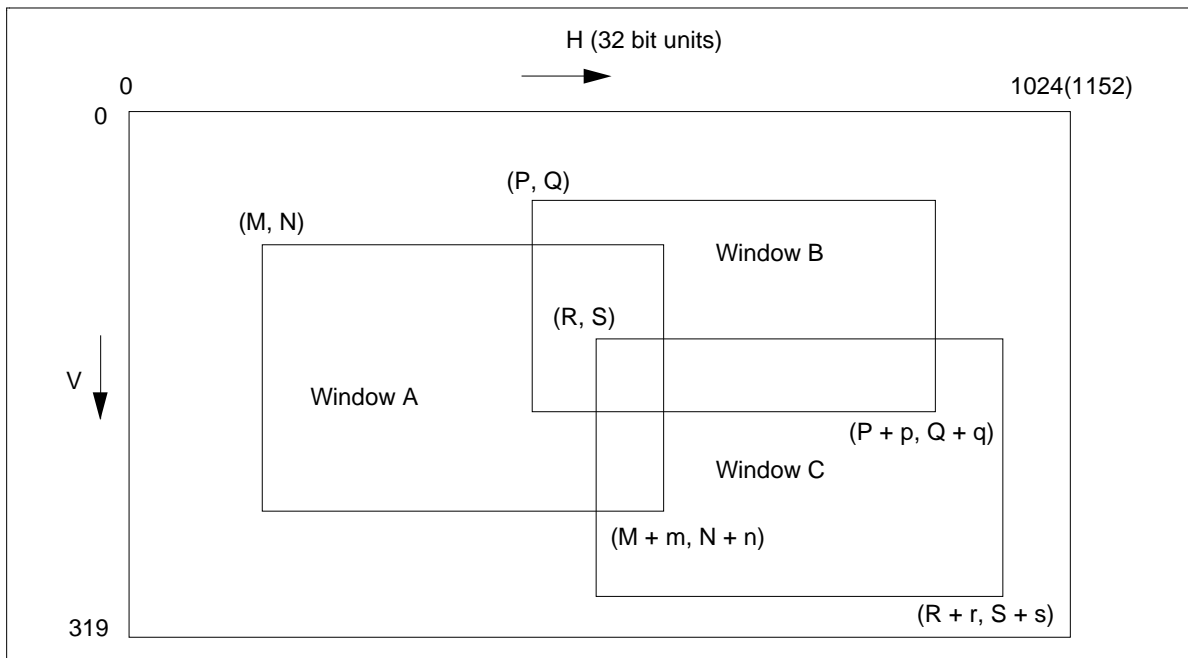 H (32 bit units)
0
1024(1152)
0
(P, Q)
(M, N)
Window B
(R, S)
V
Window A
(P + p, Q + q)
Window C
(M + m, N + n)
(R + r, S + s)
319